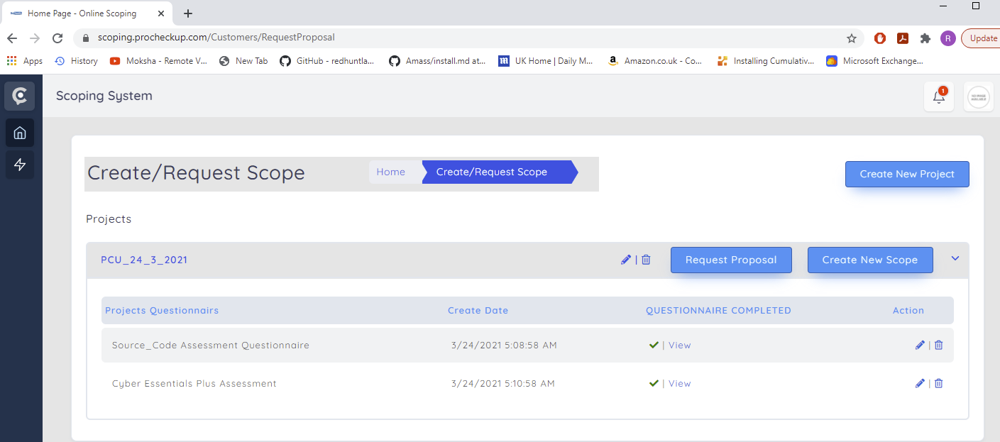 Home Page - Online Scoping
scoping.procheckup.com/Customers/RequestProposal
R
Update
Apps
History
Moksha - Remote V...
New Tab
GitHub - redhuntla...
Amass/install.md at...
UK Home | Daily M...
Amazon.co.uk - Co...
Installing Cumulativ...
Microsoft Exchange...
Scoping System
1
NO IMAGE
AVAILABLE
Create/Request Scope
Home
Create/Request Scope
Create New Project
Projects
PCU_24_3_2021
|
Request Proposal
Create New Scope
Projects Questionnairs Create Date QUESTIONNAIRE COMPLETED Action
Source_Code Assessment Questionnaire 3/24/2021 5:08:58 AM | View |
Cyber Essentials Plus Assessment 3/24/2021 5:10:58 AM | View |